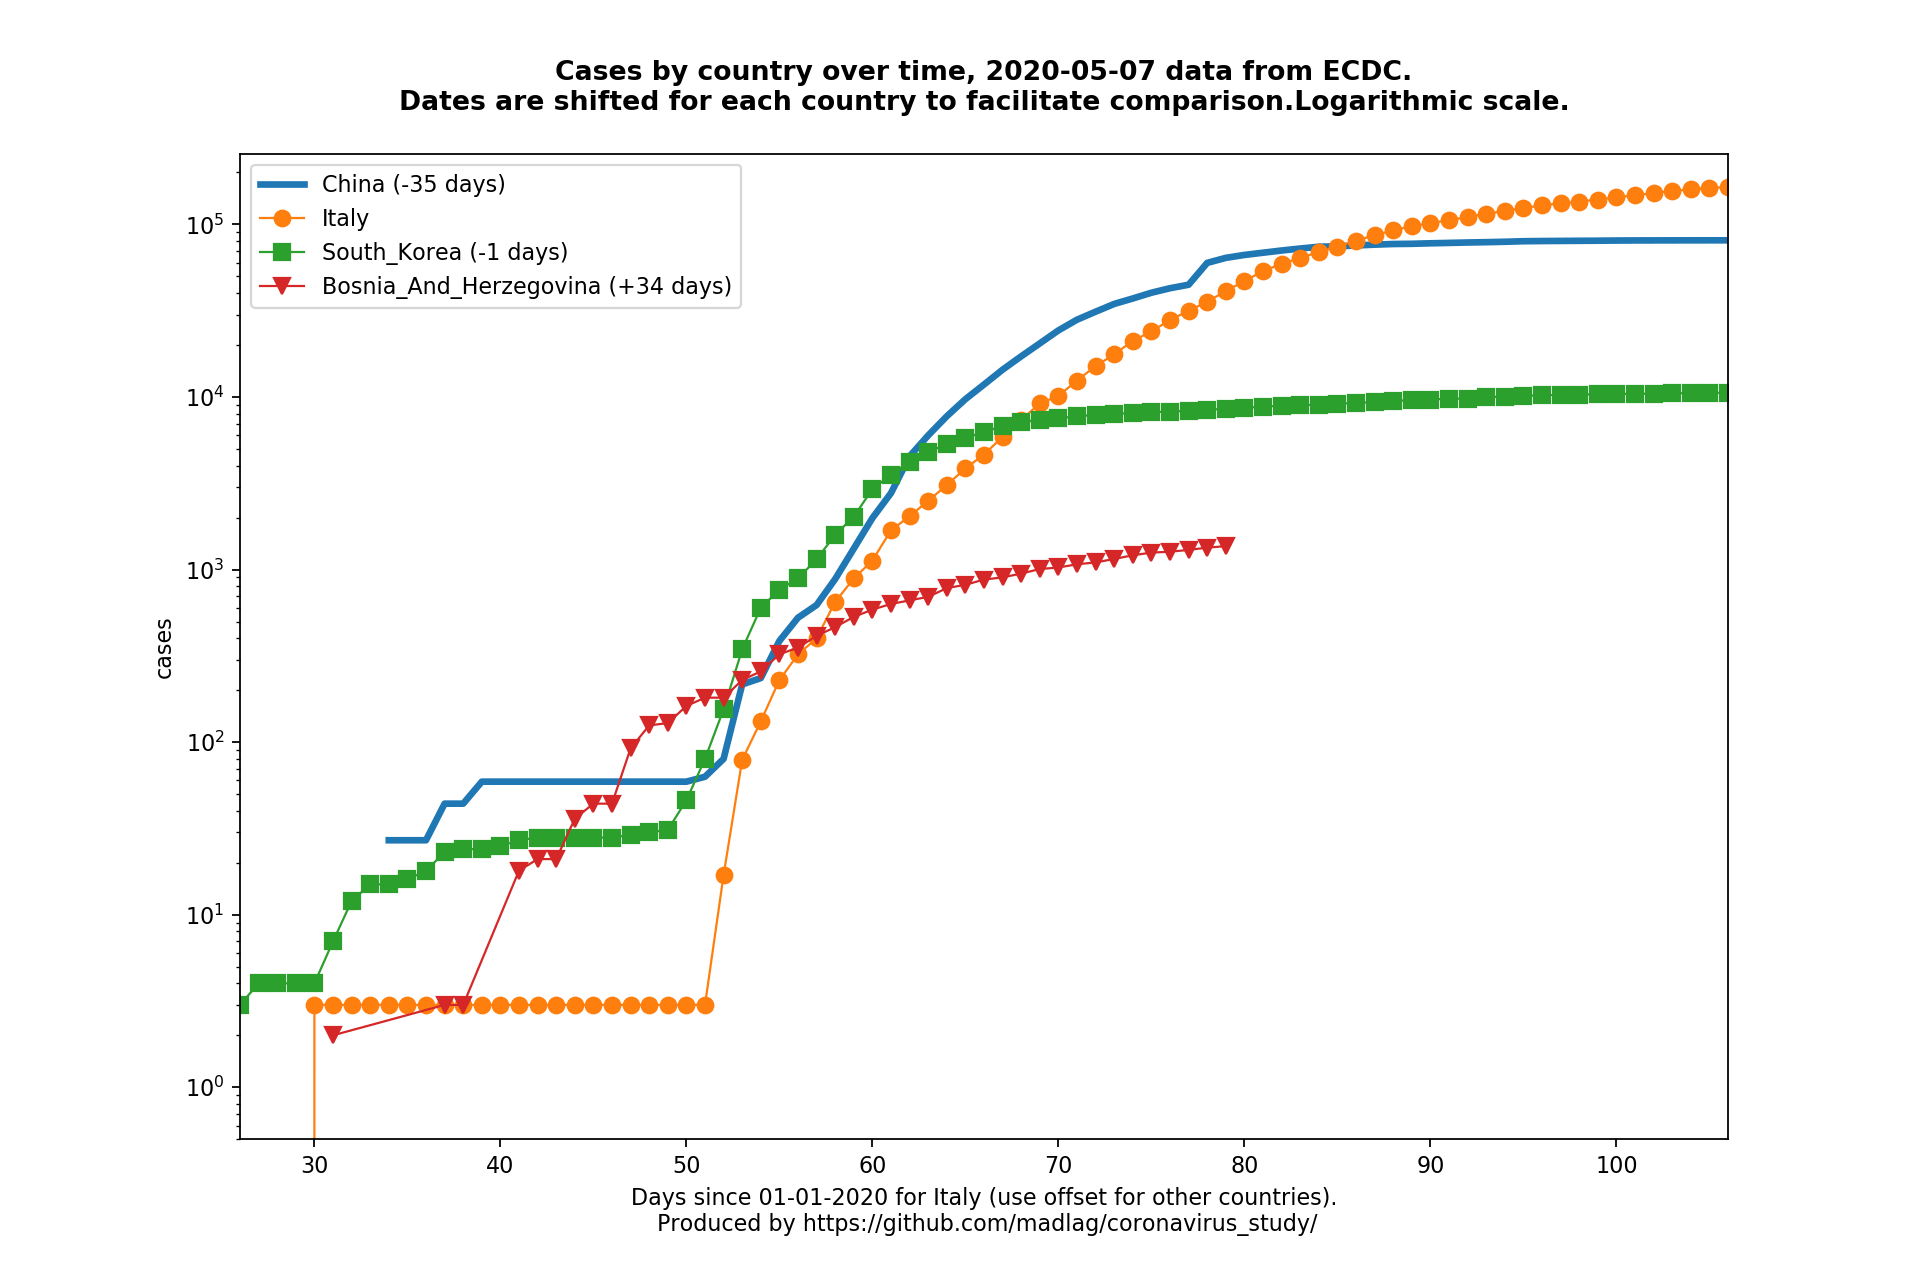 Cases by country over time, 2020-05-07 data from ECDC.
Dates are shifted for each country to facilitate comparison.Logarithmic scale.
China (-35 days)
Italy
South_Korea (-1 days)
Bosnia_And_Herzegovina (+34 days)
10⁵
10⁴
10³
10²
10¹
10⁰
cases
30 40 50 60 70 80 90 100
Days since 01-01-2020 for Italy (use offset for other countries).
Produced by https://github.com/madlag/coronavirus_study/